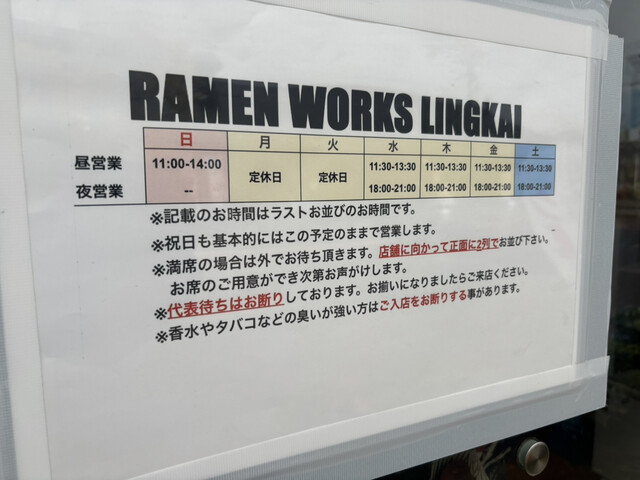 RAMEN WORKS LINGKAI
日 月 火 水 木 金 土
昼営業 11:00-14:00 定休日 定休日 11:30-13:30 11:30-13:30 11:30-13:30 11:30-13:30
夜営業 -- 18:00-21:00 18:00-21:00 18:00-21:00 18:00-21:00
※記載のお時間はラストお並びのお時間です。
※祝日も基本的にはこの予定のままで営業します。
※満席の場合は外でお待ち頂きます。店舗に向かって正面に2列でお並び下さい。
お席のご用意ができ次第お声がけします。
※代表待ちはお断りしております。お揃いになりましたらご来店ください。
※香水やタバコなどの臭いが強い方はご入店をお断りする事があります。